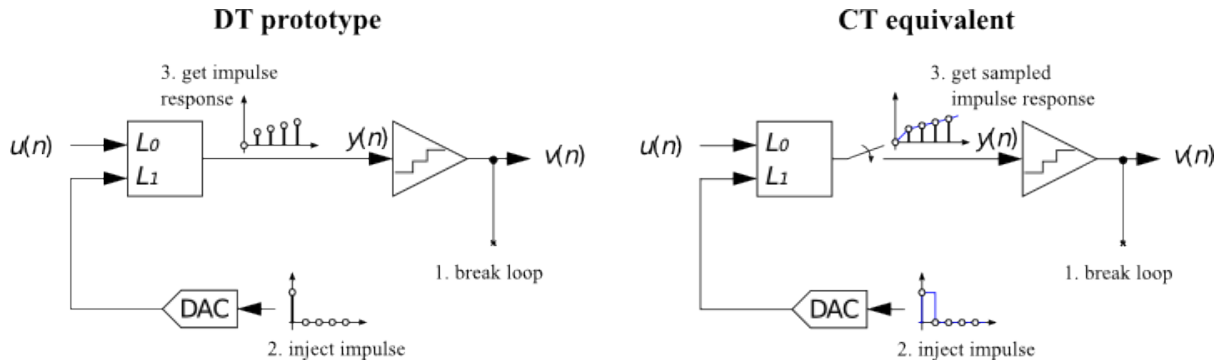 DT prototype
3. get impulse
response
u(n)
L0
L1
y(n)
v(n)
1. break loop
DAC
2. inject impulse
CT equivalent
3. get sampled
impulse response
u(n)
L0
L1
y(n)
v(n)
1. break loop
DAC
2. inject impulse